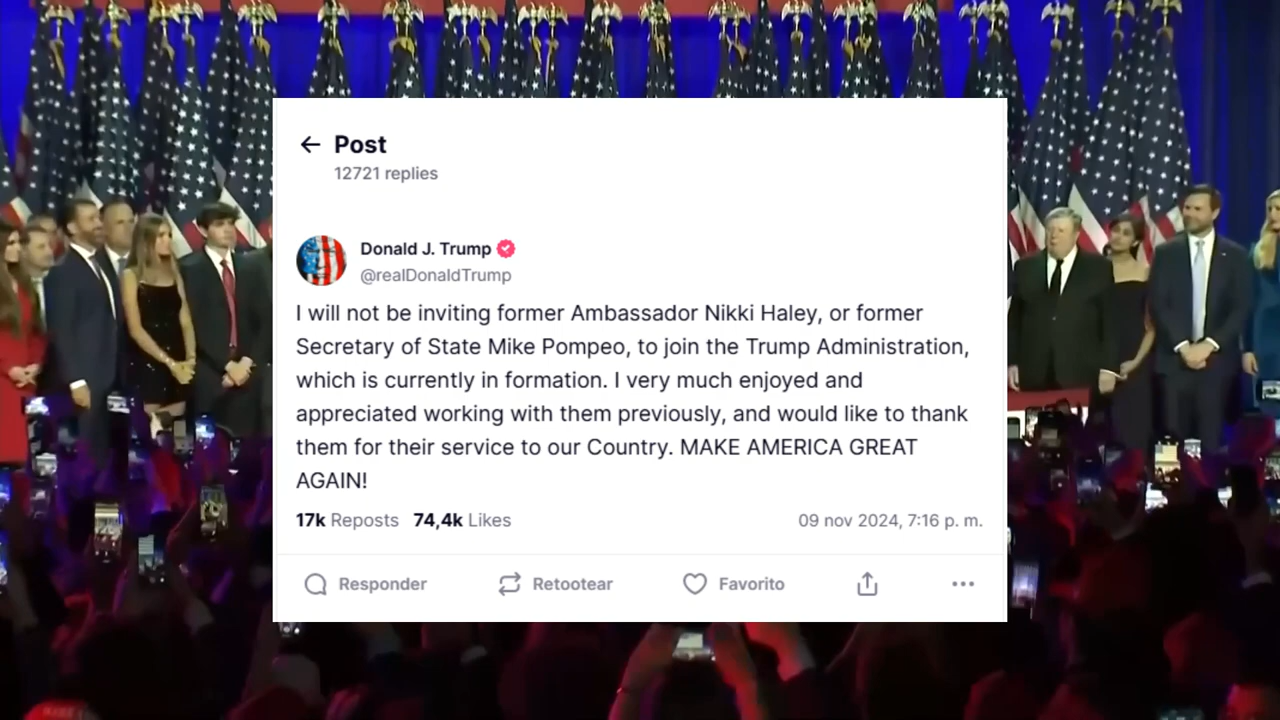 Post
12721 replies
Donald J. Trump
@realDonaldTrump
I will not be inviting former Ambassador Nikki Haley, or former
Secretary of State Mike Pompeo, to join the Trump Administration,
which is currently in formation. I very much enjoyed and
appreciated working with them previously, and would like to thank
them for their service to our Country. MAKE AMERICA GREAT
AGAIN!
17k Reposts 74,4k Likes 09 nov 2024, 7:16 p. m.
Responder Retootear Favorito